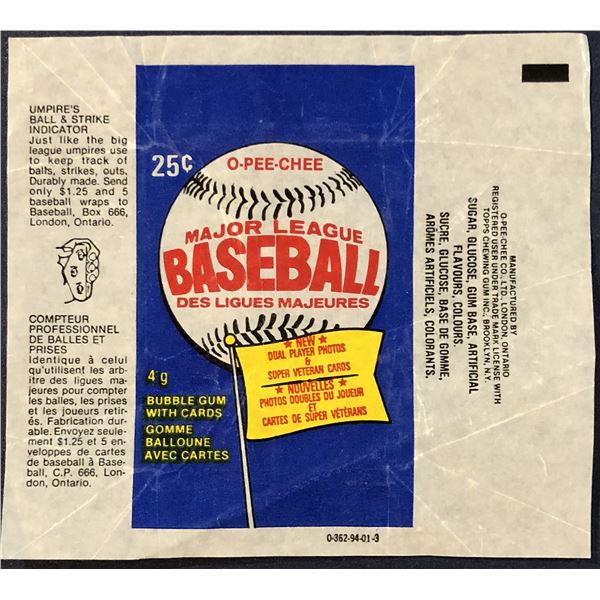 UMPIRE'S
BALL & STRIKE
INDICATOR
Just like the big
league umpires use
to keep track of
balls, strikes, outs.
Durably made. Send
only $1.25 and 5
baseball wraps to
Baseball, Box 666,
London, Ontario.
COMPTEUR
PROFESSIONNEL
DE BALLES ET
PRISES
Identique à celui
qu'utilisent les arbi-
tre des ligues ma-
jeures pour compter
les balles, les prises
et les joueurs retir-
és. Fabrication dur-
able. Envoyez seule-
ment $1.25 et 5 en-
veloppes de cartes
de baseball à Base-
ball, C.P. 666, Lon-
don, Ontario.
25¢
O-PEE-CHEE
MAJOR LEAGUE
BASEBALL
DES LIGUES MAJEURES
★ NEW ★
DUAL PLAYER PHOTOS
&
SUPER VETERAN CARDS
★ NOUVELLES ★
PHOTOS DOUBLES DU JOUEUR
ET
CARTES DE SUPER VÉTÉRANS
4 g
BUBBLE GUM
WITH CARDS
GOMME
BALLOUNE
AVEC CARTES
0-362-94-01-3
MANUFACTURED BY
O-PEE-CHEE CO., LTD., LONDON, ONTARIO
REGISTERED USER UNDER TRADE MARK LICENSE WITH
TOPPS CHEWING GUM INC., BROOKLYN, N.Y.
SUGAR, GLUCOSE, GUM BASE, ARTIFICIAL
FLAVOURS, COLOURS.
SUCRE, GLUCOSE, BASE DE GOMME,
ARÔMES ARTIFICIELS, COLORANTS.